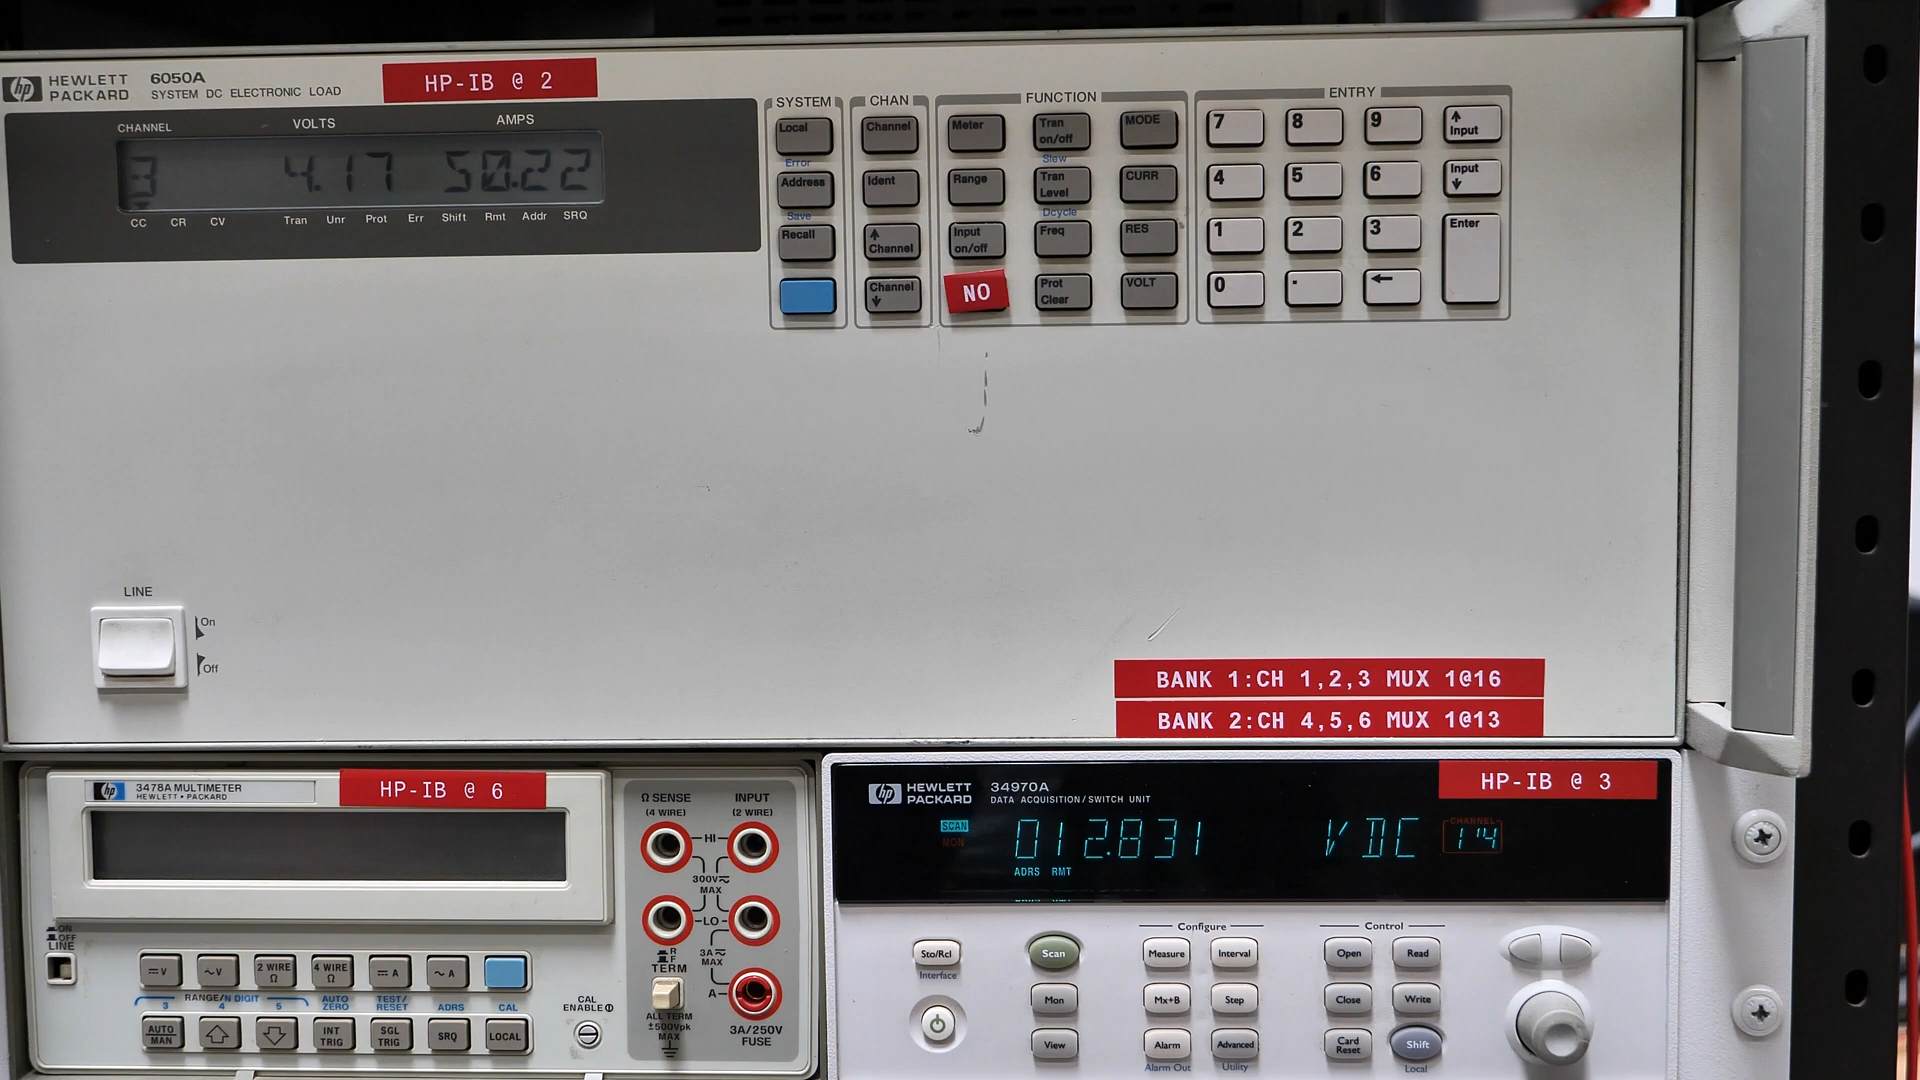 hp HEWLETT PACKARD 6050A SYSTEM DC ELECTRONIC LOAD
HP-IB @ 2
CHANNEL VOLTS AMPS
3 4.17 50.22
CC CR CV Tran Unr Prot Err Shift Rmt Addr SRQ
SYSTEM CHAN FUNCTION ENTRY
Local Channel Meter Tran on/off MODE 7 8 9 ↑ Input
Error Slew
Address Ident Range Tran Level CURR 4 5 6 Input ↓
Save Dcycle
Recall ↑ Channel Input on/off Freq RES 1 2 3 Enter
Channel ↓ NO Prot Clear VOLT 0 . ←
LINE
On
Off
BANK 1:CH 1,2,3 MUX 1@16
BANK 2:CH 4,5,6 MUX 1@13
hp 3478A MULTIMETER
HEWLETT • PACKARD
HP-IB @ 6
Ω SENSE (4 WIRE) INPUT (2 WIRE)
HI
300V MAX
LO
3A MAX
A
R
F
TERM
ALL TERM ±500Vpk MAX
3A/250V FUSE
ON
OFF
LINE
V V 2 WIRE Ω 4 WIRE Ω A A
RANGE/N DIGIT
3 4 5 AUTO ZERO TEST/RESET ADRS CAL
AUTO MAN INT TRIG SGL TRIG SRQ LOCAL
CAL ENABLE
hp HEWLETT PACKARD 34970A DATA ACQUISITION/SWITCH UNIT
HP-IB @ 3
SCAN
MON
012.831 VDC
CHANNEL
ADRS RMT
Configure Control
Sto/Rcl Scan Measure Interval Open Read
Interface
Mon Mx+B Step Close Write
View Alarm Advanced Card Reset Shift
Alarm Out Utility Local